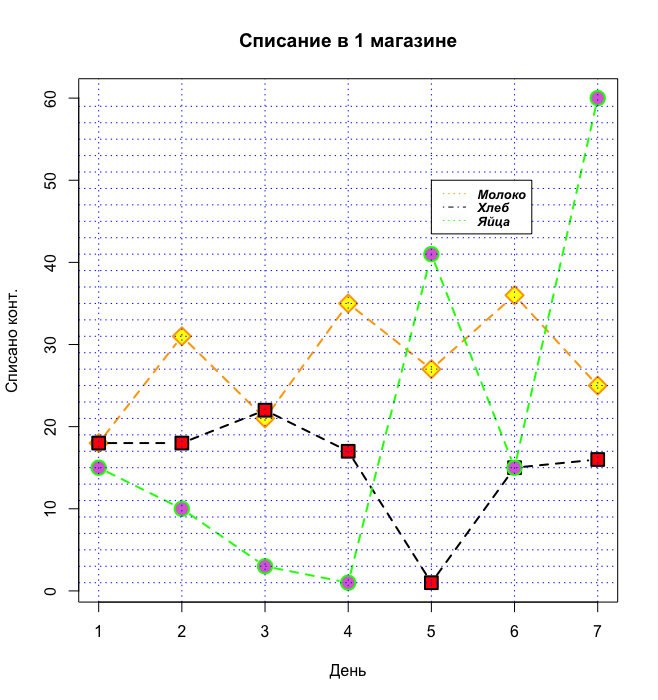 Списание в 1 магазине
60
50
40
30
20
10
0
Списано конт.
Молоко
Хлеб
Яйца
1 2 3 4 5 6 7
День